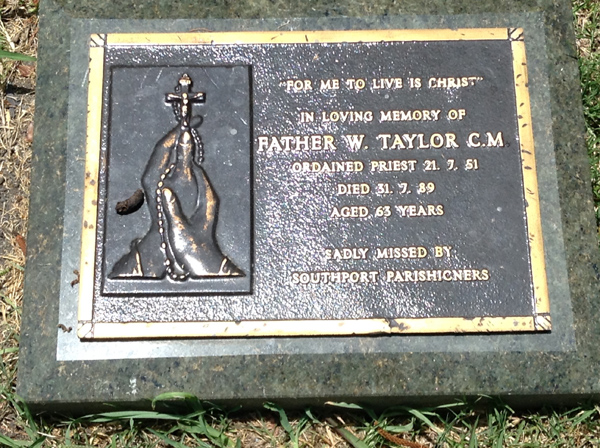 "FOR ME TO LIVE IS CHRIST"
IN LOVING MEMORY OF
FATHER W. TAYLOR C.M.
ORDAINED PRIEST 21. 7. 51
DIED 31. 7. 89
AGED 63 YEARS
SADLY MISSED BY
SOUTHPORT PARISHIONERS